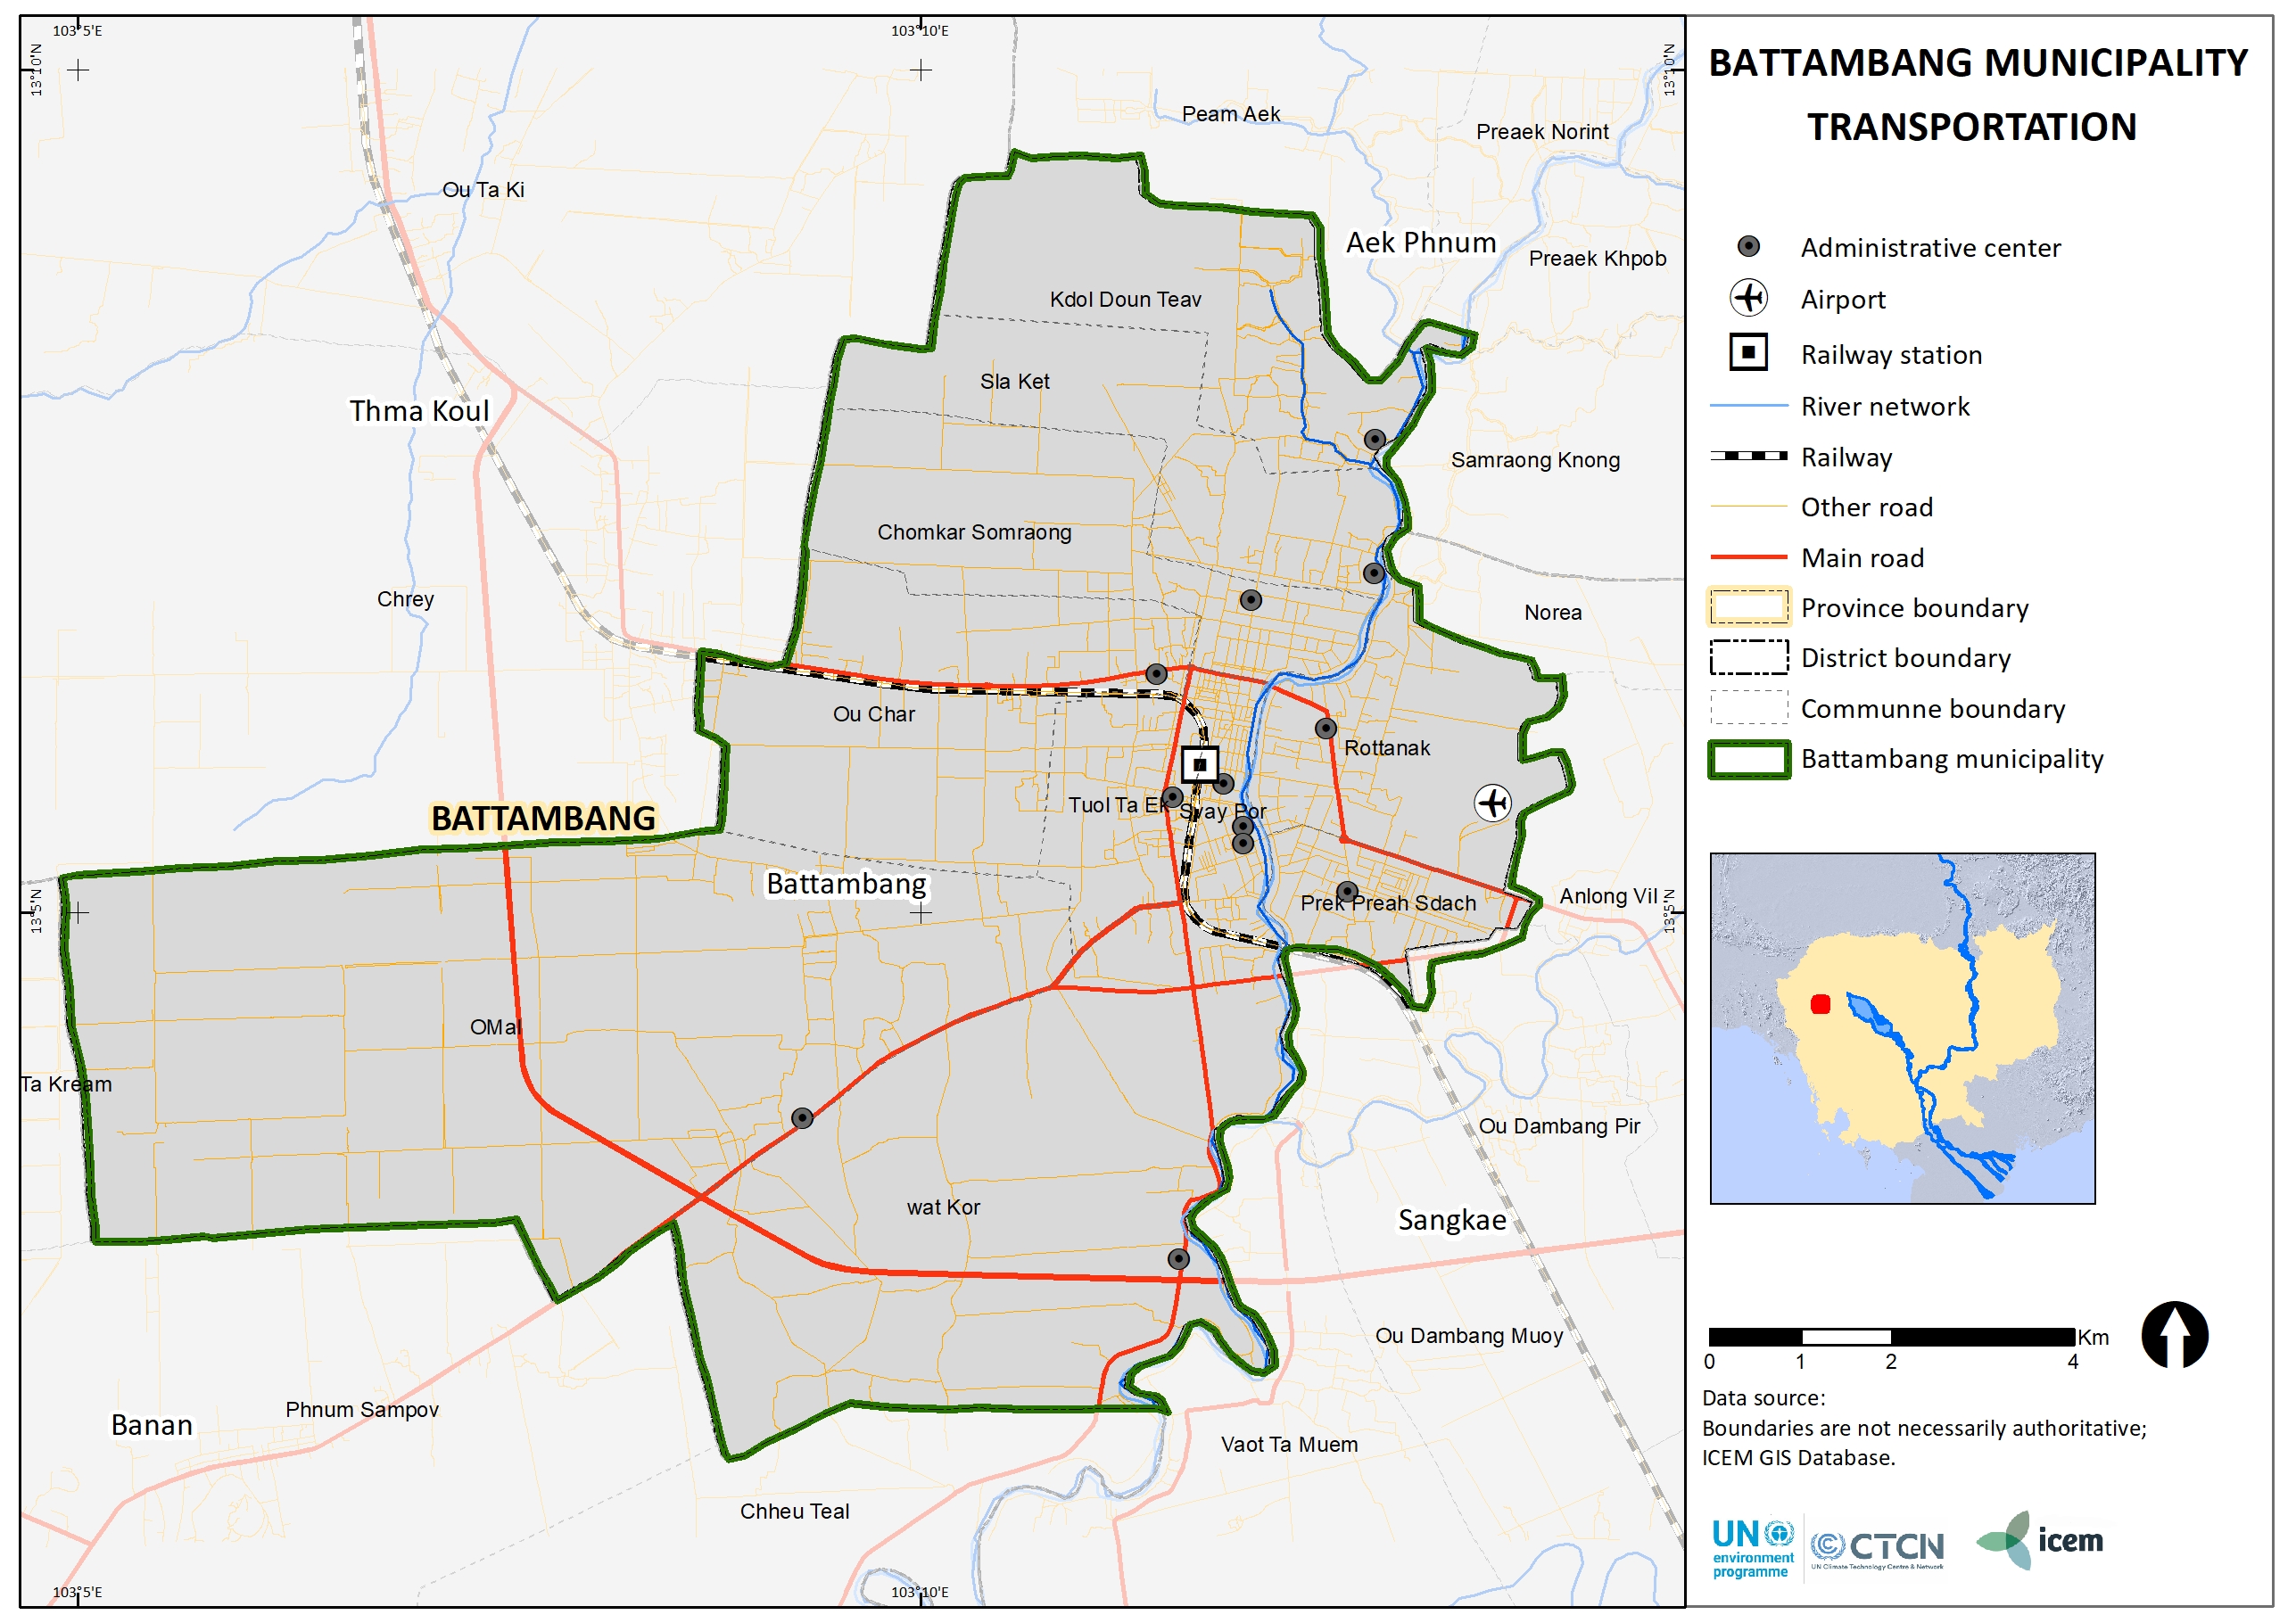 103°5'E
103°10'E
13°10'N
13°10'N
BATTAMBANG MUNICIPALITY
TRANSPORTATION
Peam Aek
Preaek Norint
Ou Ta Ki
Aek Phnum
Preaek Khpob
Kdol Doun Teav
Sla Ket
Thma Koul
Samraong Knong
Chomkar Somraong
Chrey
Norea
Ou Char
Rottanak
Tuol Ta Ek
Svay Por
BATTAMBANG
Battambang
Prek Preah Sdach
Anlong Vil
13°5'N
13°5'N
OMal
Ta Kream
Ou Dambang Pir
wat Kor
Sangkae
Ou Dambang Muoy
Phnum Sampov
Banan
Vaot Ta Muem
Chheu Teal
103°5'E
103°10'E
Administrative center
Airport
Railway station
River network
Railway
Other road
Main road
Province boundary
District boundary
Communne boundary
Battambang municipality
Km
0 1 2 4
Data source:
Boundaries are not necessarily authoritative;
ICEM GIS Database.
UN
environment
programme
CTCN
UN Climate Technology Centre & Network
icem